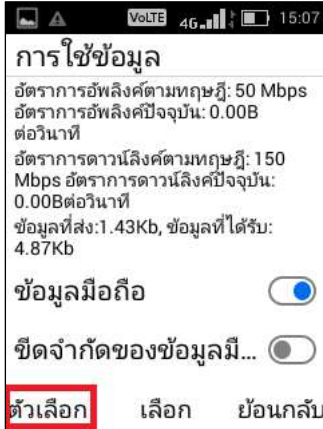 VoLTE 4G 15:07
การใช้ข้อมูล
อัตราการอัพลิงค์ตามทฤษฎี: 50 Mbps
อัตราการอัพลิงค์ปัจจุบัน: 0.00B
ต่อวินาที
อัตราการดาวน์ลิงค์ตามทฤษฎี: 150
Mbps อัตราการดาวน์ลิงค์ปัจจุบัน:
0.00Bต่อวินาที
ข้อมูลที่ส่ง:1.43Kb, ข้อมูลที่ได้รับ:
4.87Kb
ข้อมูลมือถือ
ขีดจำกัดของข้อมูลมื...
ตัวเลือก เลือก ย้อนกลับ